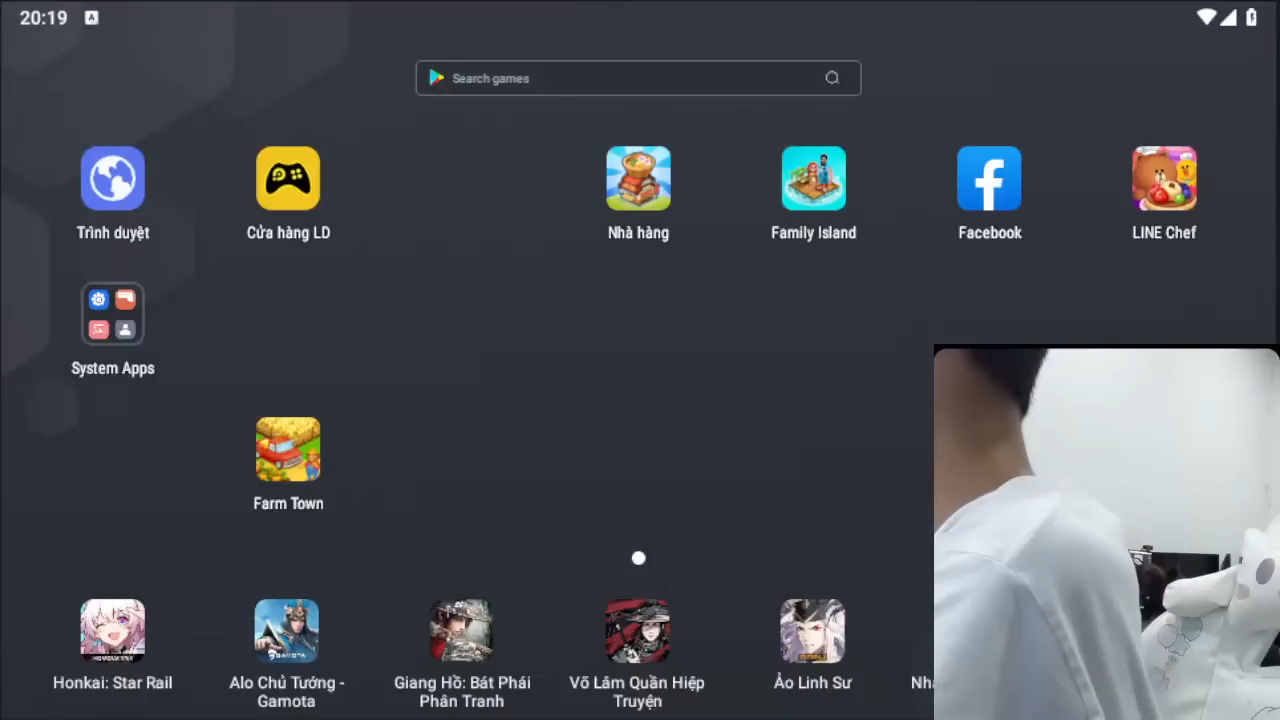 20:19
Search games
Trình duyệt
Cửa hàng LD
Nhà hàng
Family Island
Facebook
LINE Chef
System Apps
Farm Town
Honkai: Star Rail
Alo Chủ Tướng -
Gamota
Giang Hồ: Bát Phái
Phân Tranh
Võ Lâm Quần Hiệp
Truyện
Ảo Linh Sư